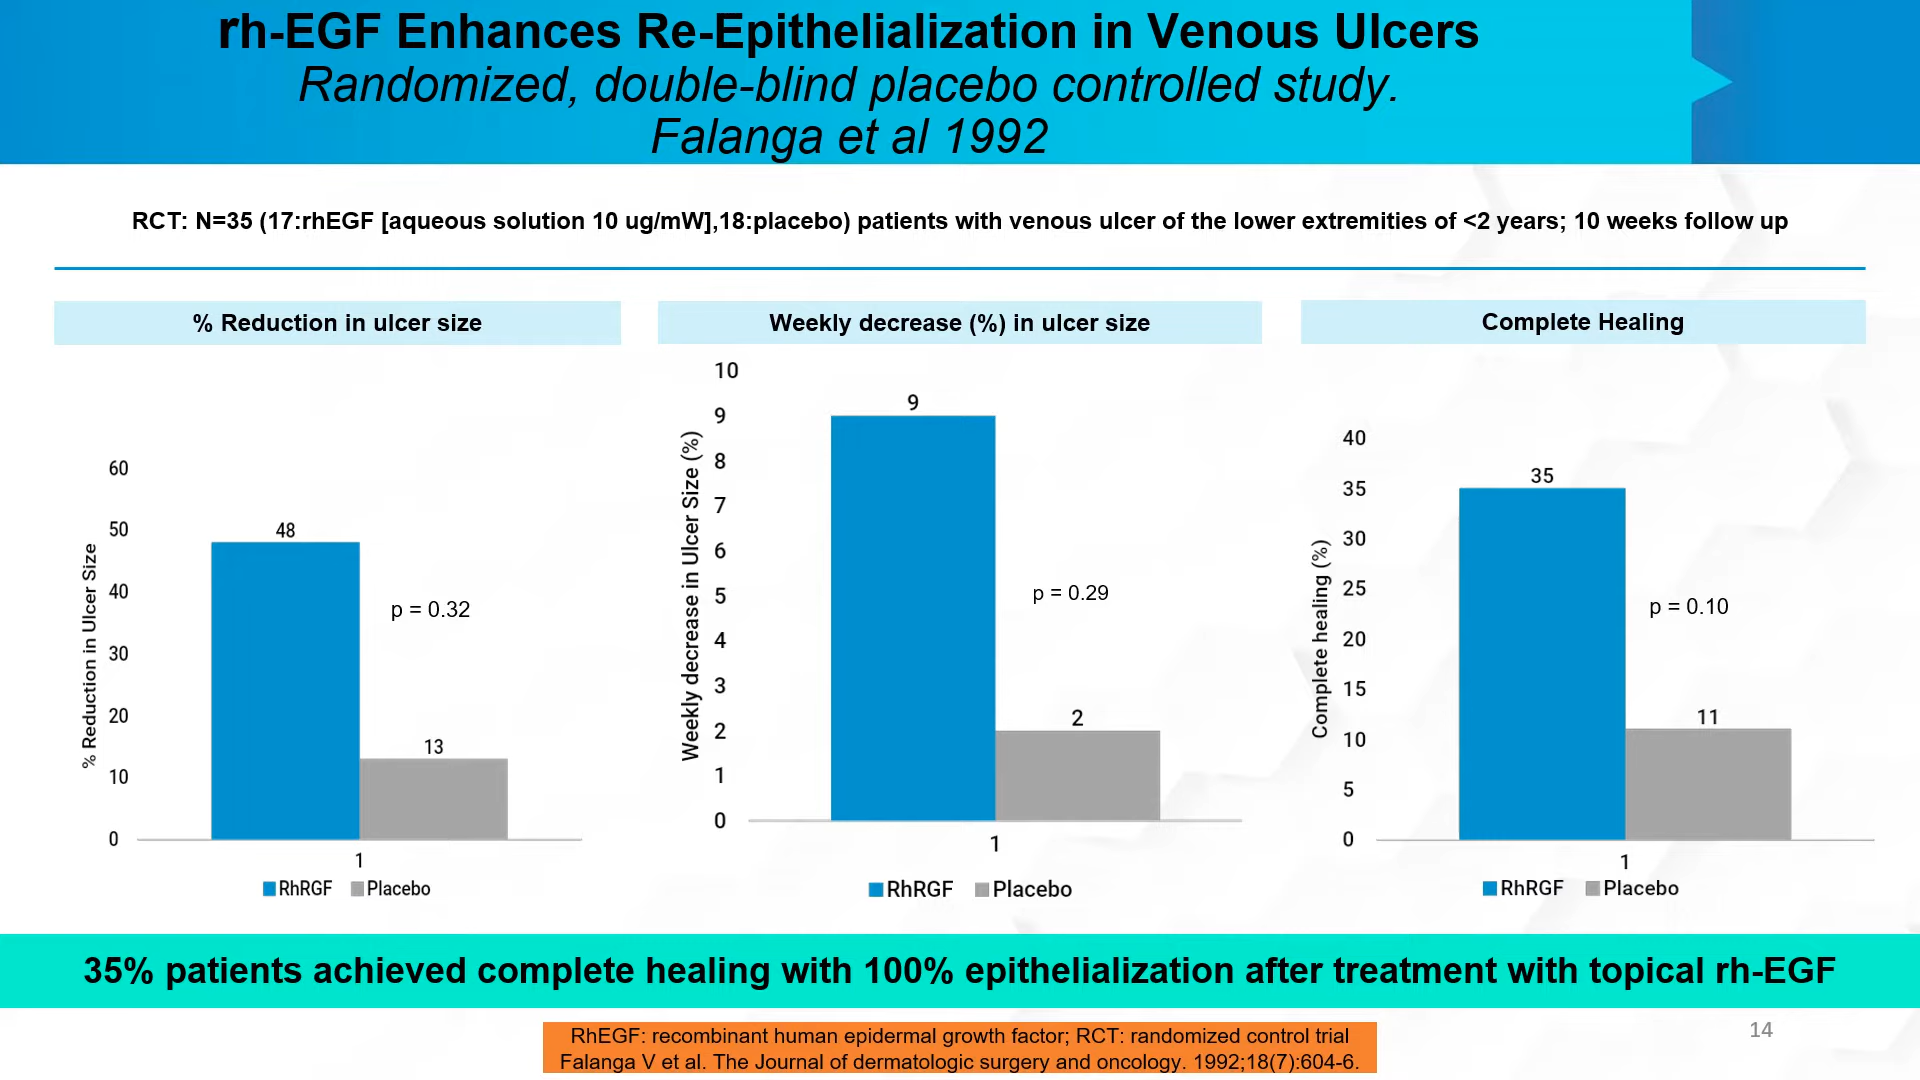 rh-EGF Enhances Re-Epithelialization in Venous Ulcers
Randomized, double-blind placebo controlled study.
Falanga et al 1992
RCT: N=35 (17:rhEGF [aqueous solution 10 ug/mW],18:placebo) patients with venous ulcer of the lower extremities of <2 years; 10 weeks follow up
% Reduction in ulcer size
% Reduction in Ulcer Size
60
50
40
30
20
10
0
48
13
p = 0.32
1
RhRGF Placebo
Weekly decrease (%) in ulcer size
Weekly decrease in Ulcer Size (%)
10
9
8
7
6
5
4
3
2
1
0
9
2
p = 0.29
1
RhRGF Placebo
Complete Healing
Complete healing (%)
40
35
30
25
20
15
10
5
0
35
11
p = 0.10
1
RhRGF Placebo
35% patients achieved complete healing with 100% epithelialization after treatment with topical rh-EGF
RhEGF: recombinant human epidermal growth factor; RCT: randomized control trial
Falanga V et al. The Journal of dermatologic surgery and oncology. 1992;18(7):604-6.
14